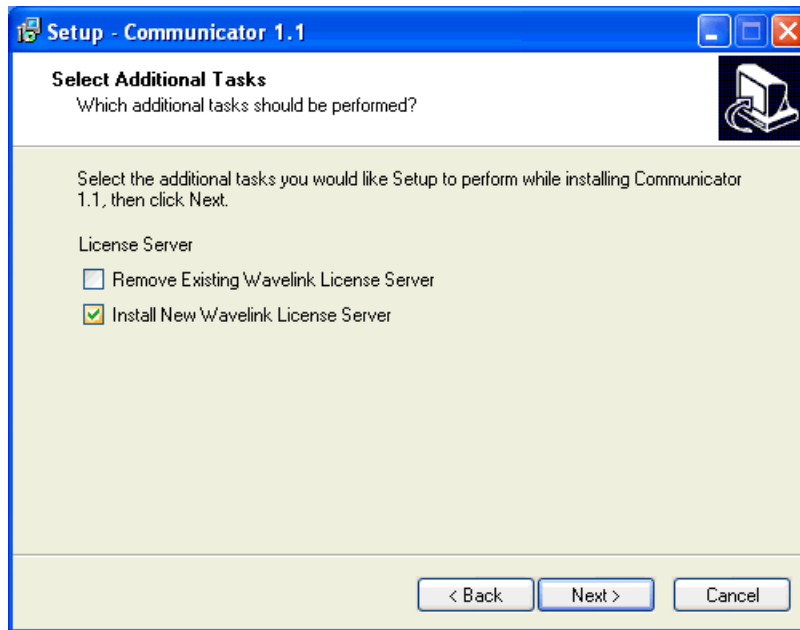 Setup - Communicator 1.1
Select Additional Tasks
Which additional tasks should be performed?
Select the additional tasks you would like Setup to perform while installing Communicator
1.1, then click Next.
License Server
Remove Existing Wavelink License Server
Install New Wavelink License Server
< Back
Next >
Cancel